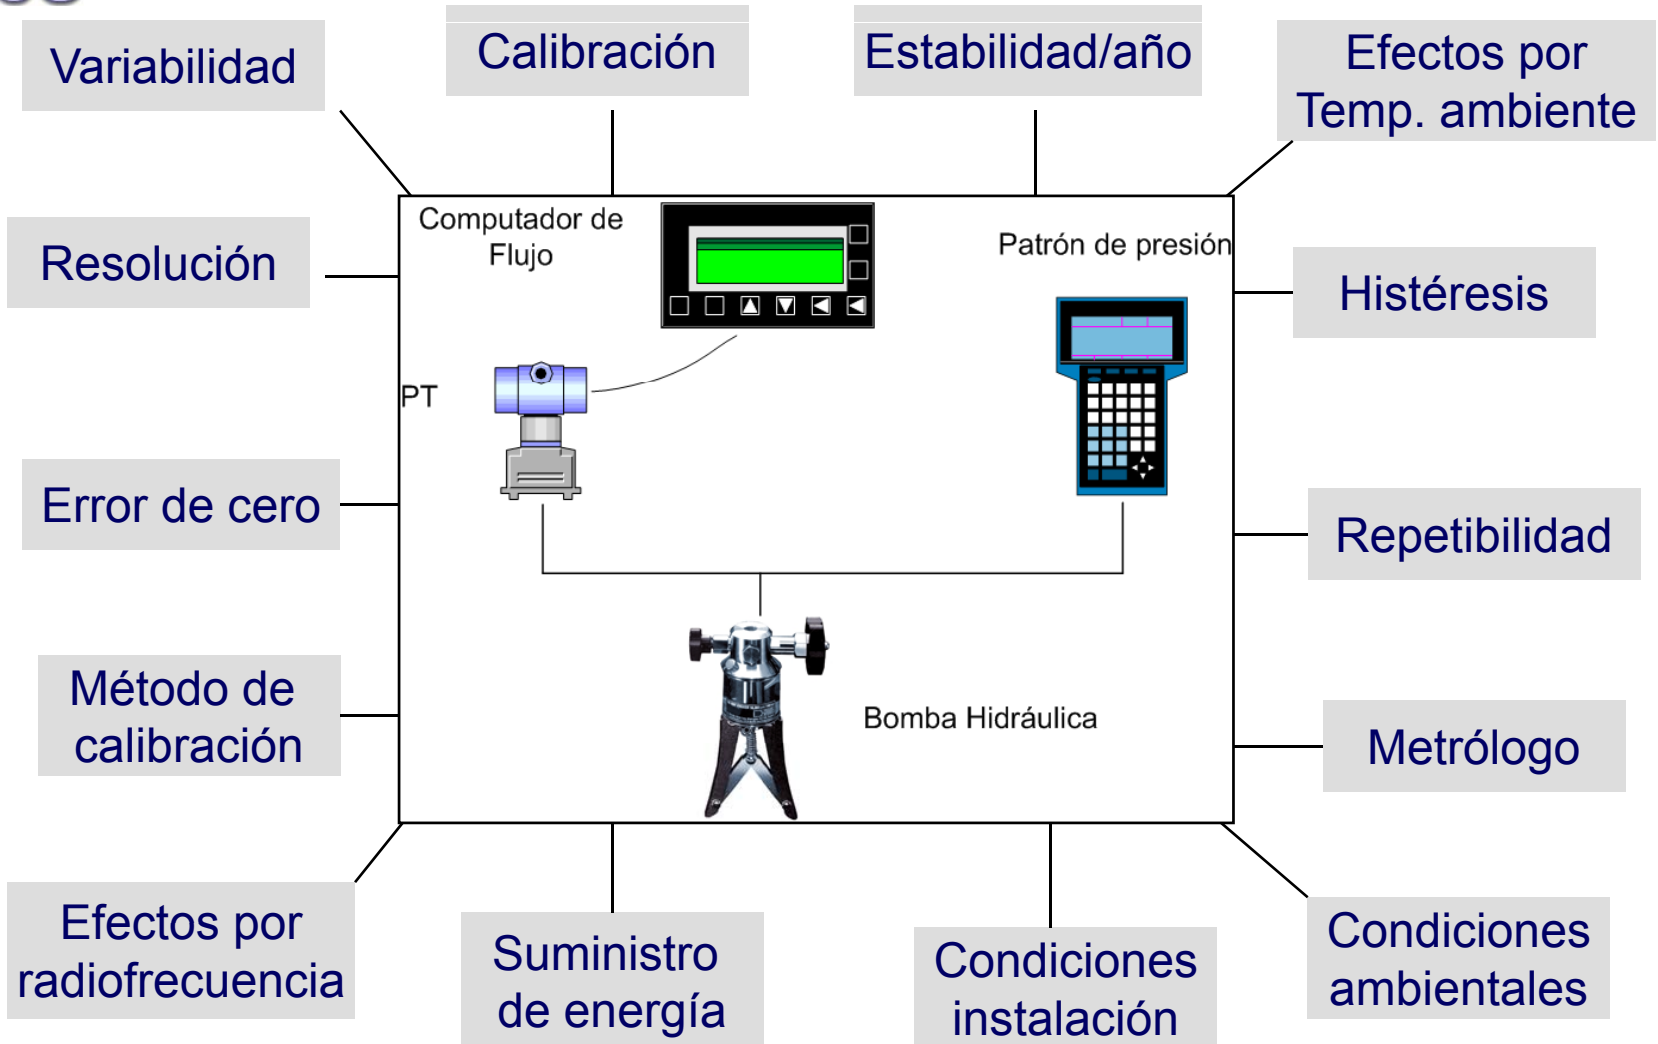 Variabilidad
Calibración
Estabilidad/año
Efectos por
Temp. ambiente
Resolución
Computador de
Flujo
Patrón de presión
Histéresis
PT
Error de cero
Repetibilidad
Método de
calibración
Bomba Hidráulica
Metrólogo
Efectos por
radiofrecuencia
Suministro
de energía
Condiciones
instalación
Condiciones
ambientales